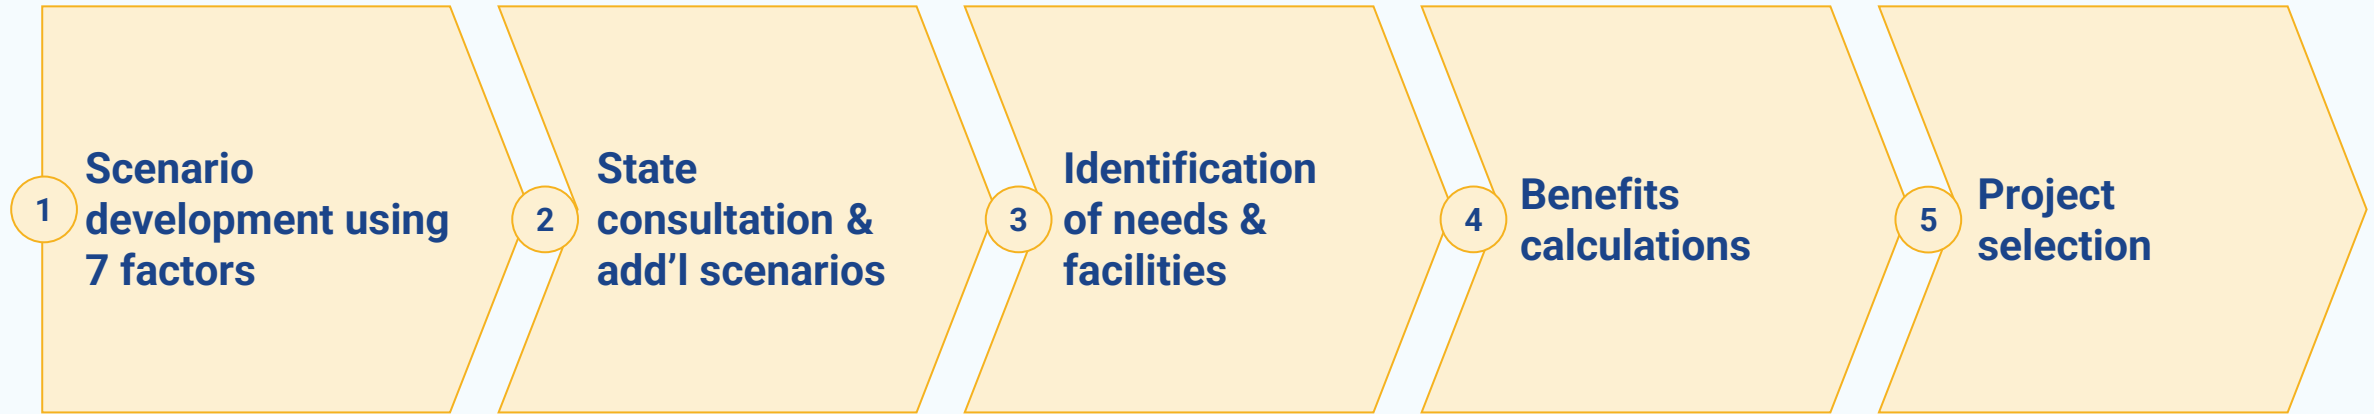 1
Scenario
development using
7 factors
2
State
consultation &
add’l scenarios
3
Identification
of needs &
facilities
4
Benefits
calculations
5
Project
selection